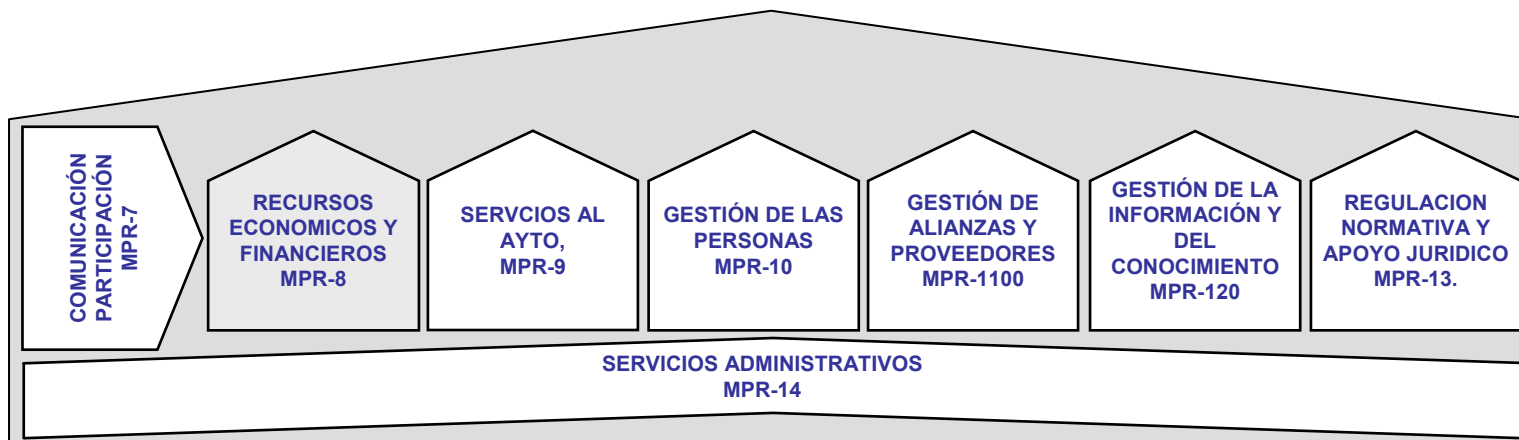 COMUNICACIÓN
PARTICIPACIÓN
MPR-7
RECURSOS
ECONOMICOS Y
FINANCIEROS
MPR-8
SERVCIOS AL
AYTO,
MPR-9
GESTIÓN DE LAS
PERSONAS
MPR-10
GESTIÓN DE
ALIANZAS Y
PROVEEDORES
MPR-1100
GESTIÓN DE LA
INFORMACIÓN Y
DEL
CONOCIMIENTO
MPR-120
REGULACION
NORMATIVA Y
APOYO JURIDICO
MPR-13.
SERVICIOS ADMINISTRATIVOS
MPR-14